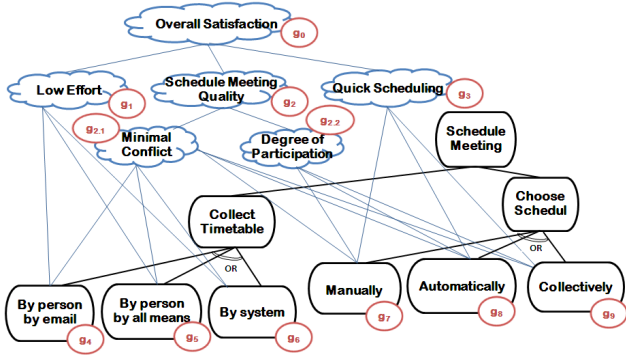 Overall Satisfaction
g0
Low Effort
g1
Schedule Meeting
Quality
g2
Quick Scheduling
g3
g2.1
Minimal
Conflict
g2.2
Degree of
Participation
Schedule
Meeting
Choose
Schedul
Collect
Timetable
OR
OR
By person
by email
g4
By person
by all means
g5
By system
g6
Manually
g7
Automatically
g8
Collectively
g9